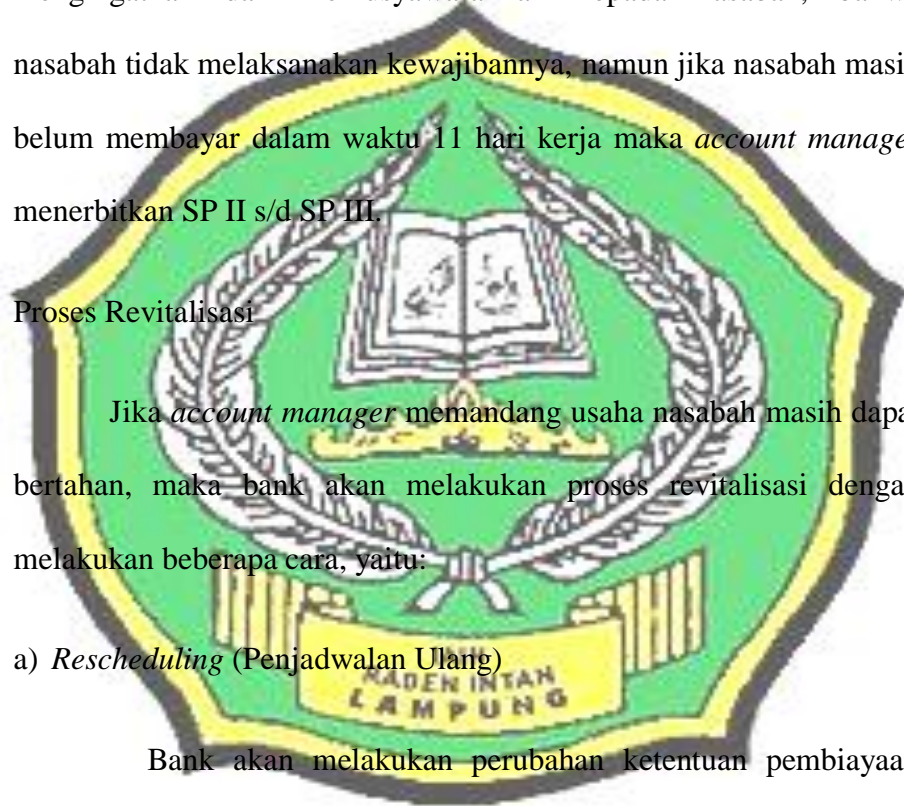 nasabah tidak melaksanakan kewajibannya, namun jika nasabah masi
belum membayar dalam waktu 11 hari kerja maka account manage
menerbitkan SP II s/d SP III.
Proses Revitalisasi
Jika account manager memandang usaha nasabah masih dapa
bertahan, maka bank akan melakukan proses revitalisasi denga
melakukan beberapa cara, yaitu:
a) Rescheduling (Penjadwalan Ulang)
RADEN INTAN
LAMPUNG
Bank akan melakukan perubahan ketentuan pembiayaa